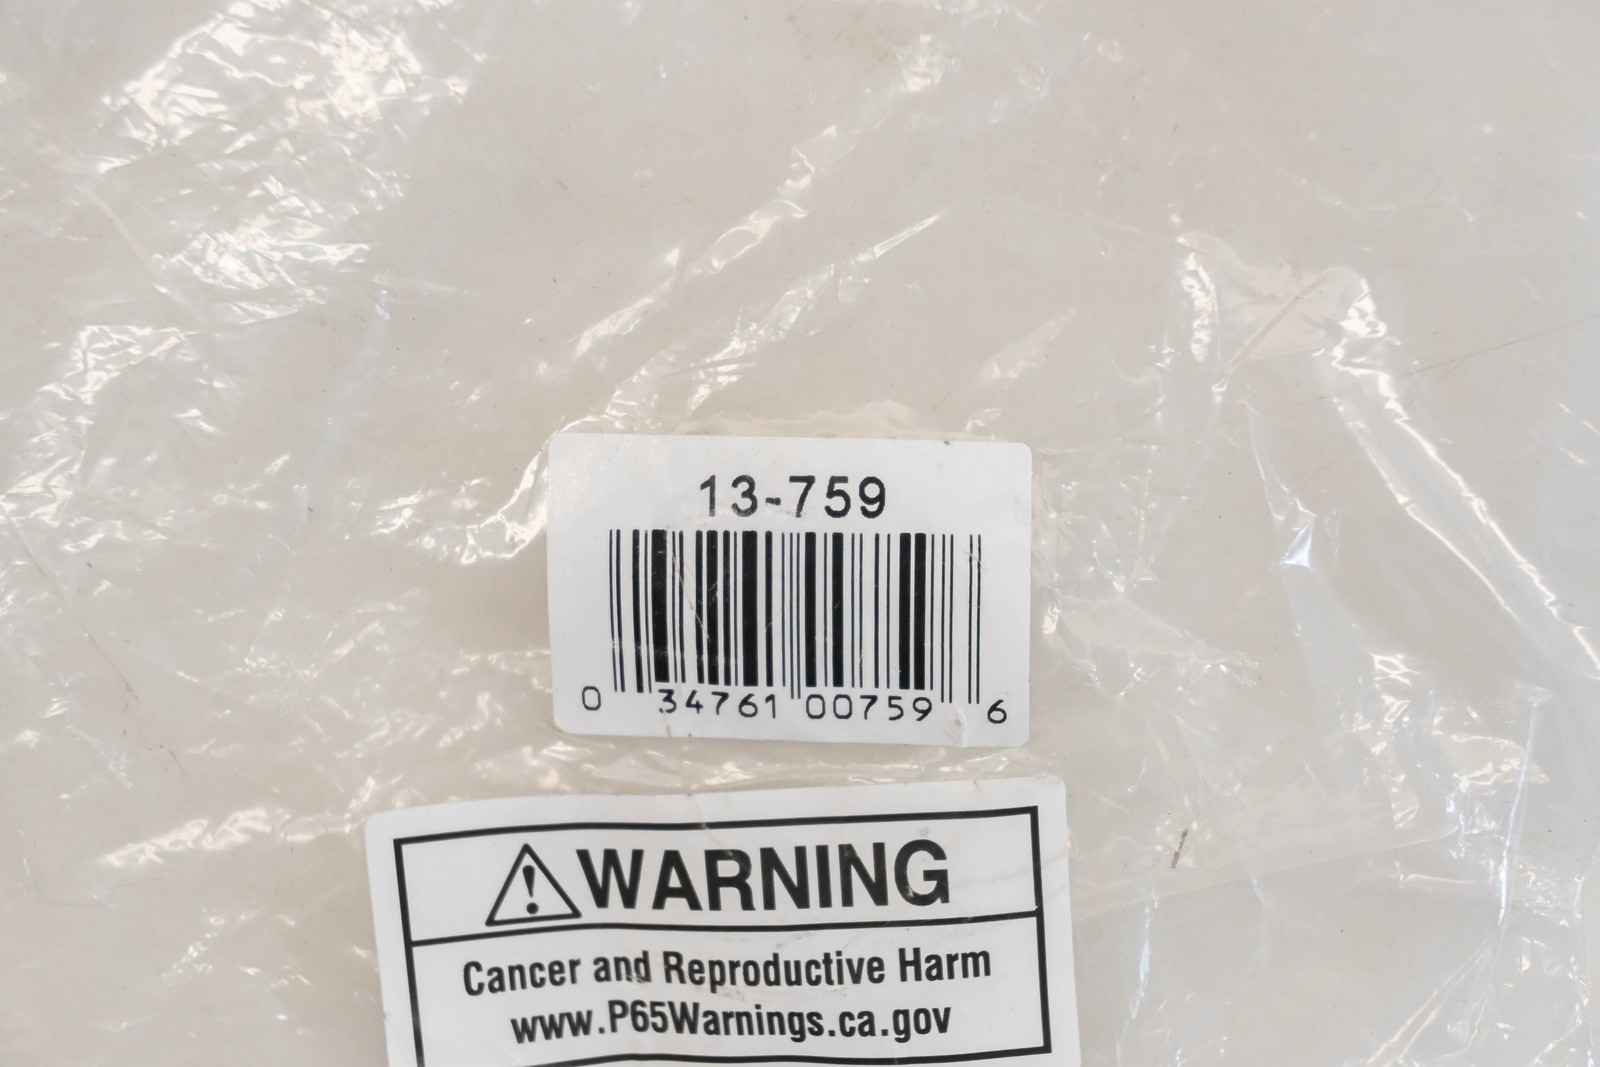 13-759
0 34761 00759 6
WARNING
Cancer and Reproductive Harm
www.P65Warnings.ca.gov